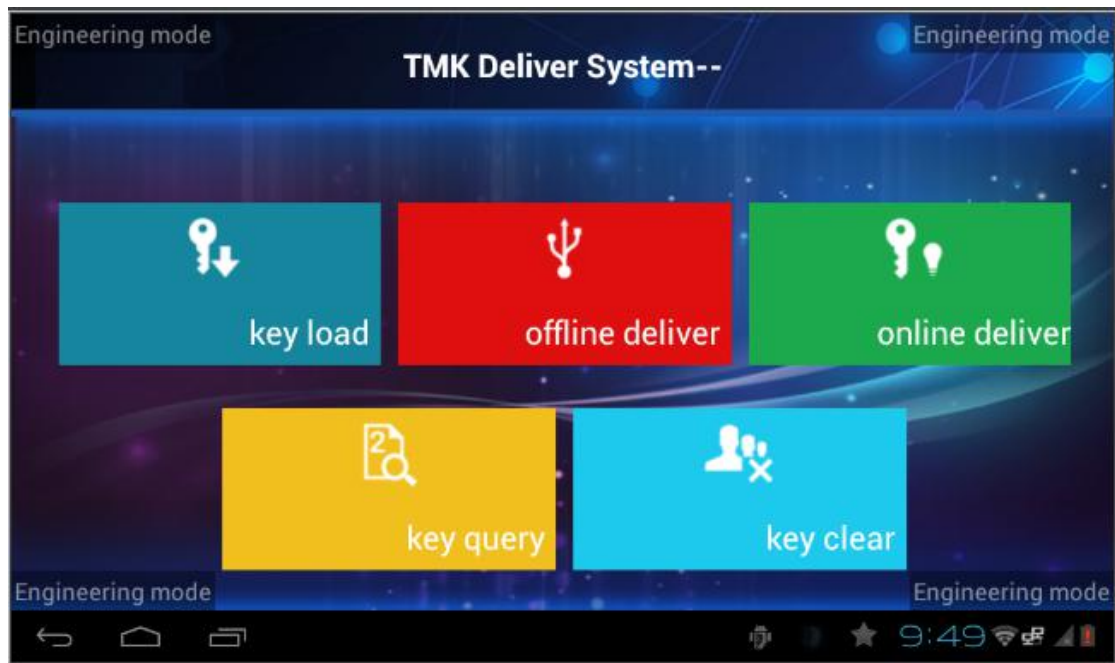 Engineering mode
Engineering mode
TMK Deliver System--
key load
offline deliver
online deliver
2
key query
key clear
Engineering mode
Engineering mode
9:49